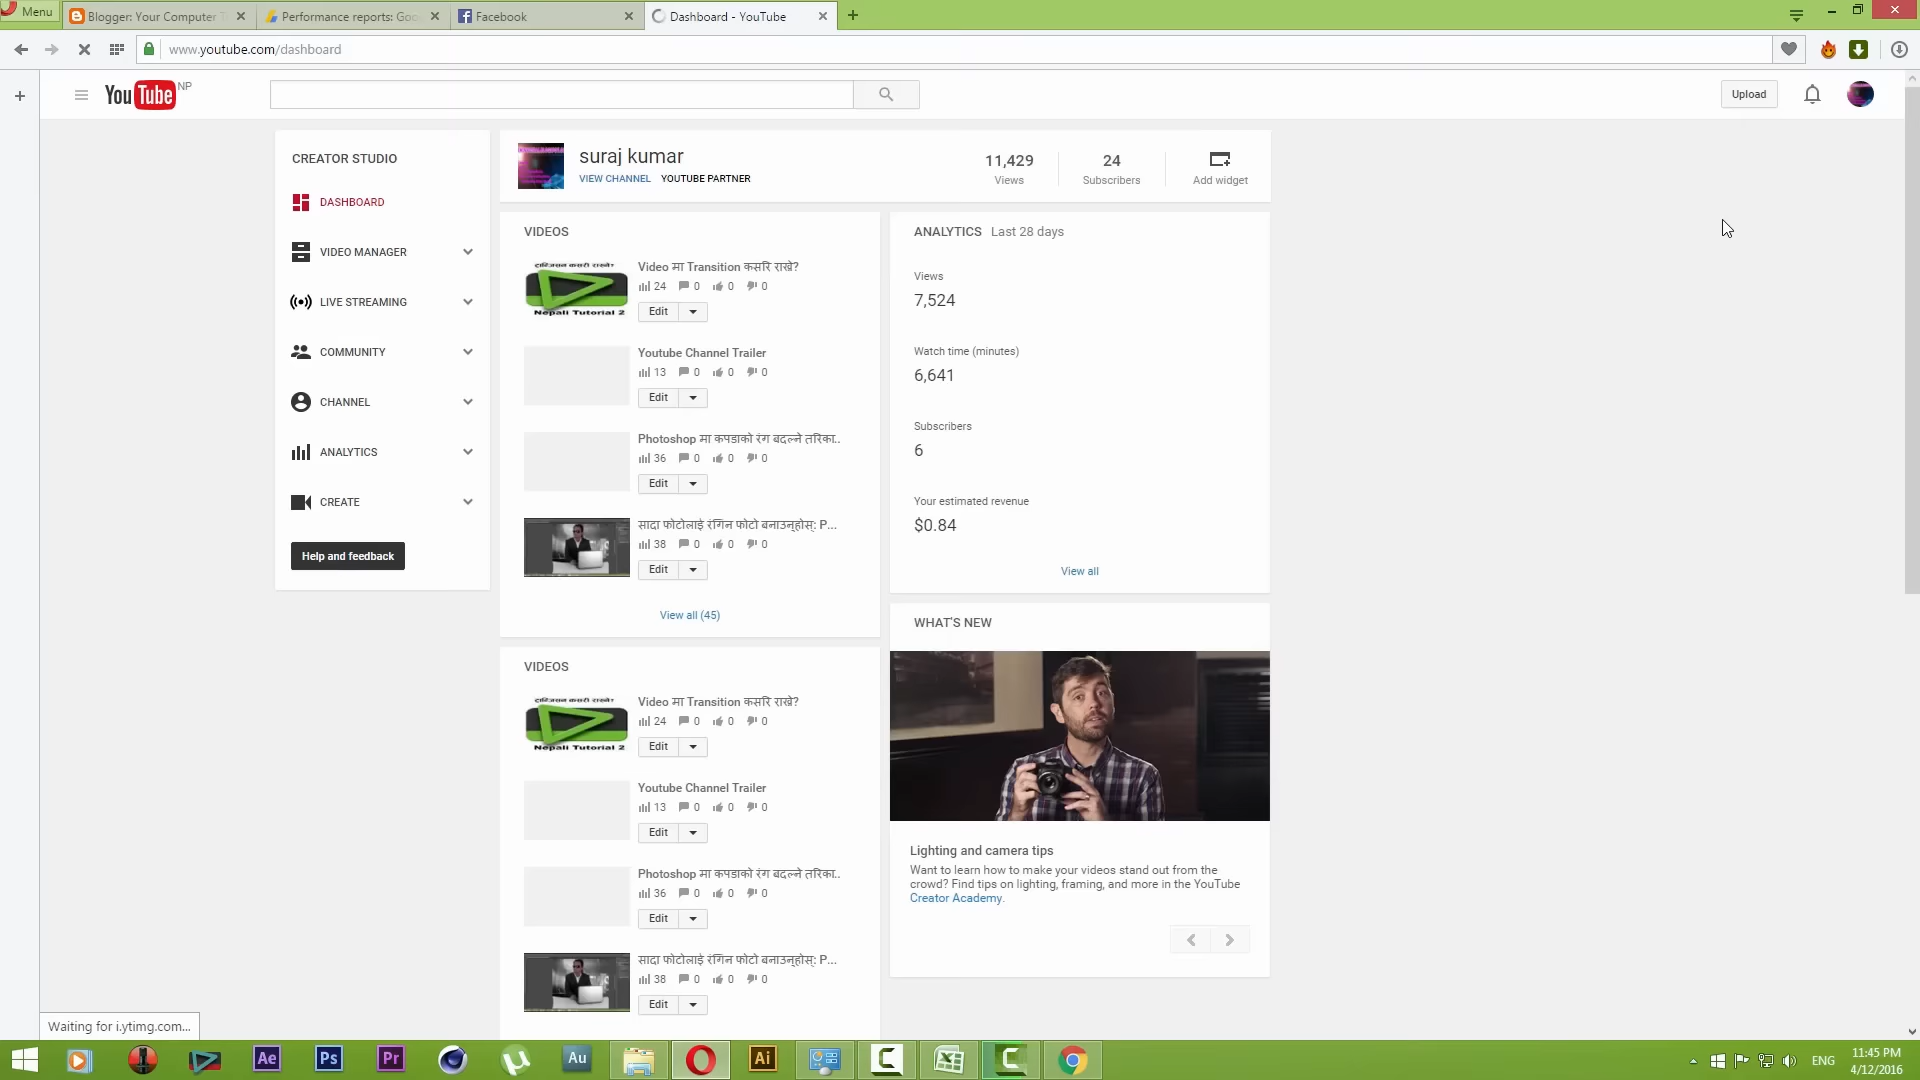 Menu
Blogger: Your Computer T
Performance reports: Goo
Facebook
Dashboard - YouTube
www.youtube.com/dashboard
YouTube NP
Upload
CREATOR STUDIO
DASHBOARD
VIDEO MANAGER
LIVE STREAMING
COMMUNITY
CHANNEL
ANALYTICS
CREATE
Help and feedback
suraj kumar
VIEW CHANNEL YOUTUBE PARTNER
11,429
Views
24
Subscribers
Add widget
VIDEOS
ट्रान्जिसन कसरी राख्ने?
Nepali Tutorial 2
Video मा Transition कसरि राख्ने?
24 0 0 0
Edit
Youtube Channel Trailer
13 0 0 0
Edit
Photoshop मा कपडाको रंग बदल्ने तरिका..
36 0 0 0
Edit
सादा फोटोलाई रंगिन फोटो बनाउनुहोस्: P...
38 0 0 0
Edit
View all (45)
VIDEOS
ट्रान्जिसन कसरी राख्ने?
Nepali Tutorial 2
Video मा Transition कसरि राख्ने?
24 0 0 0
Edit
Youtube Channel Trailer
13 0 0 0
Edit
Photoshop मा कपडाको रंग बदल्ने तरिका..
36 0 0 0
Edit
सादा फोटोलाई रंगिन फोटो बनाउनुहोस्: P...
38 0 0 0
Edit
ANALYTICS Last 28 days
Views
7,524
Watch time (minutes)
6,641
Subscribers
6
Your estimated revenue
$0.84
View all
WHAT'S NEW
Lighting and camera tips
Want to learn how to make your videos stand out from the
crowd? Find tips on lighting, framing, and more in the YouTube
Creator Academy.
Waiting for i.ytimg.com...
Ae
Ps
Pr
Au
Ai
ENG
11:45 PM
4/12/2016